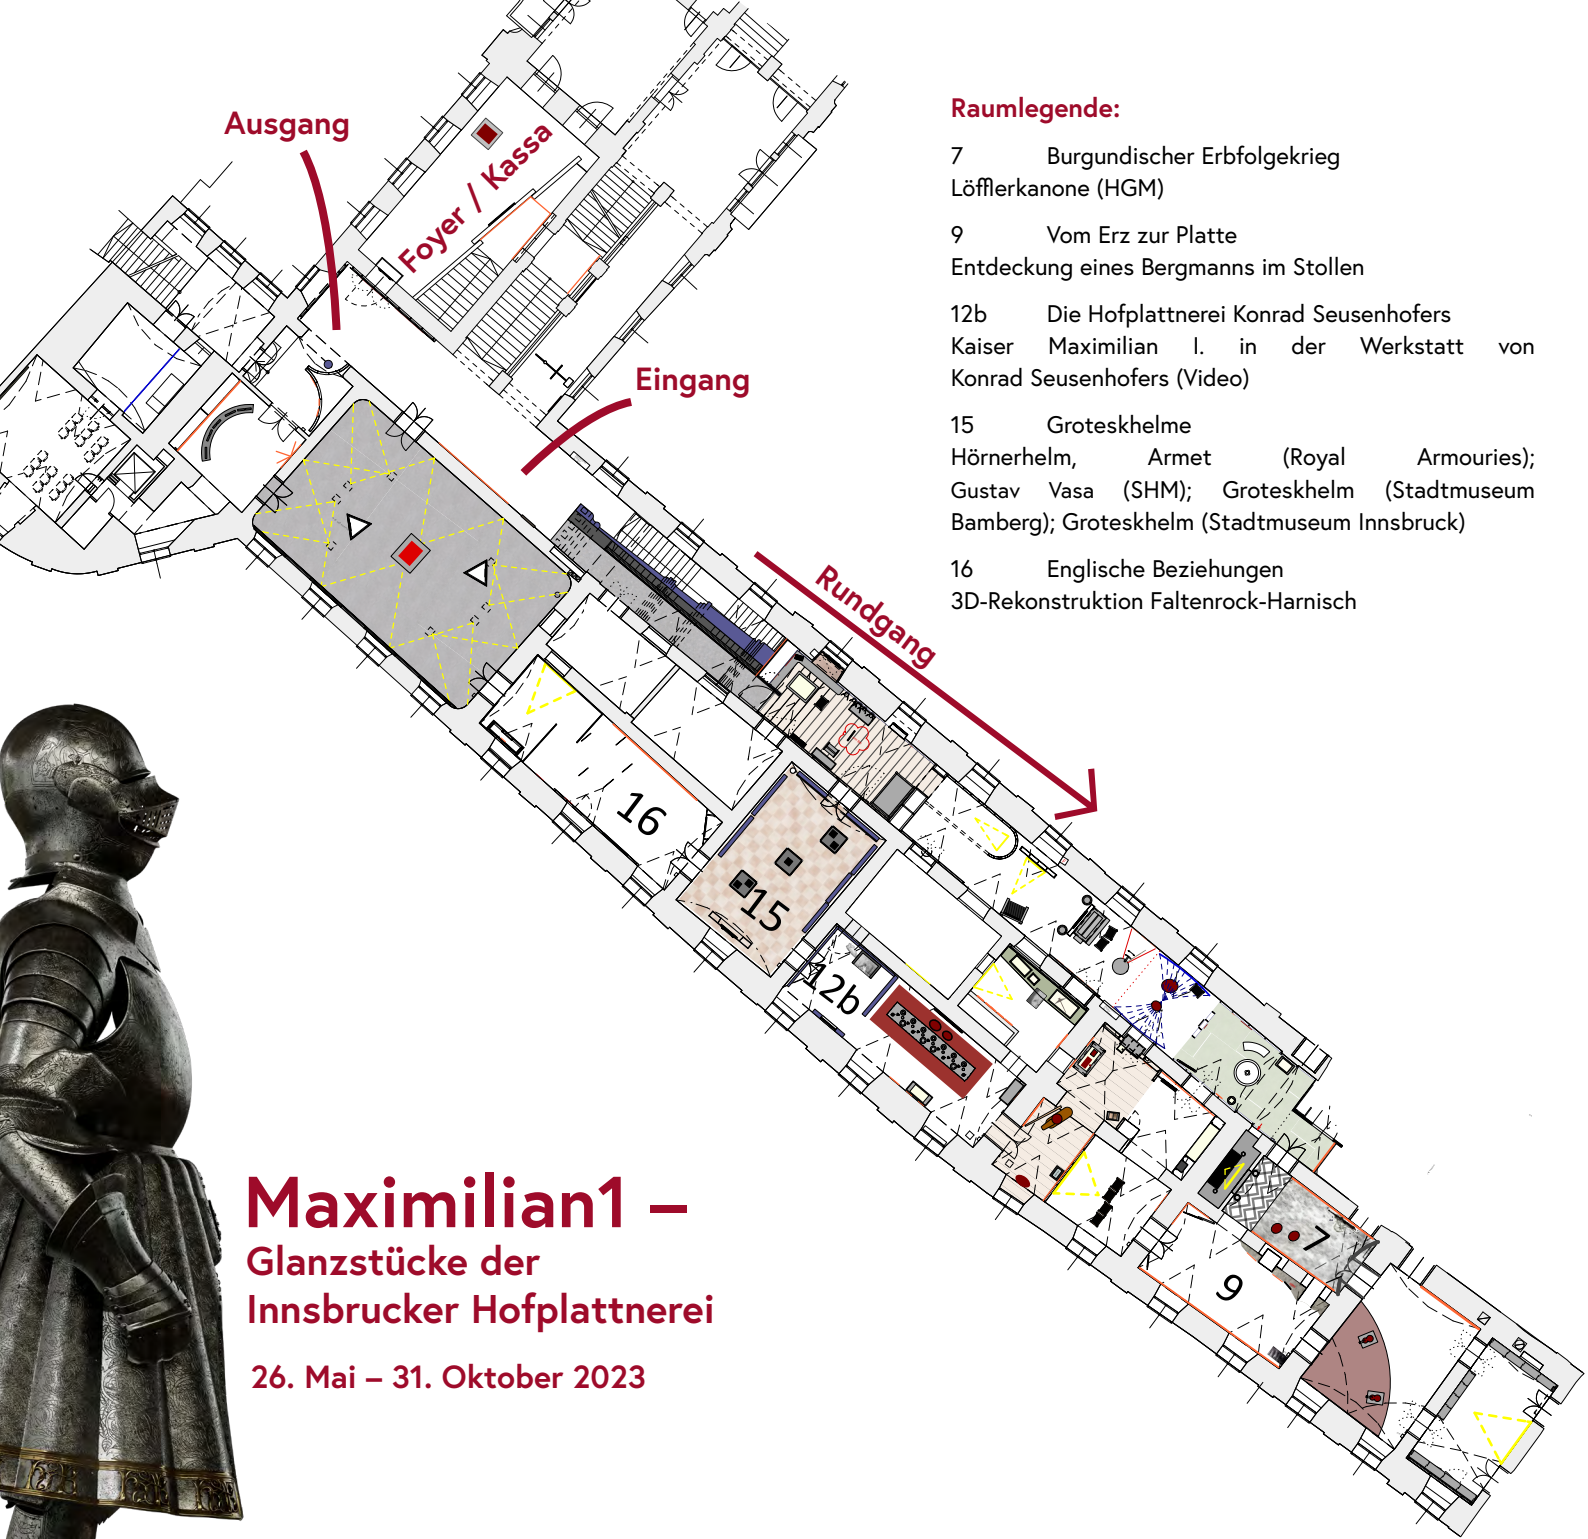 Ausgang
Foyer / Kassa
Eingang
Rundgang
Raumlegende:
7 Burgundischer Erbfolgekrieg
Löfflerkanone (HGM)
9 Vom Erz zur Platte
Entdeckung eines Bergmanns im Stollen
12b Die Hofplattnerei Konrad Seusenhofers
Kaiser Maximilian I. in der Werkstatt von
Konrad Seusenhofers (Video)
15 Groteskhelme
Hörnerhelm, Armet (Royal Armouries);
Gustav Vasa (SHM); Groteskhelm (Stadtmuseum
Bamberg); Groteskhelm (Stadtmuseum Innsbruck)
16 Englische Beziehungen
3D-Rekonstruktion Faltenrock-Harnisch
16
15
12b
7
9
Maximilian1 –
Glanzstücke der
Innsbrucker Hofplattnerei
26. Mai – 31. Oktober 2023